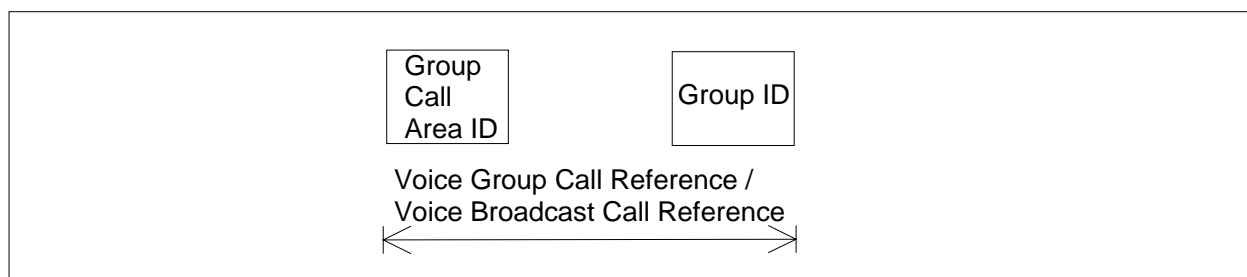 Group
Call
Area ID
Group ID
Voice Group Call Reference /
Voice Broadcast Call Reference